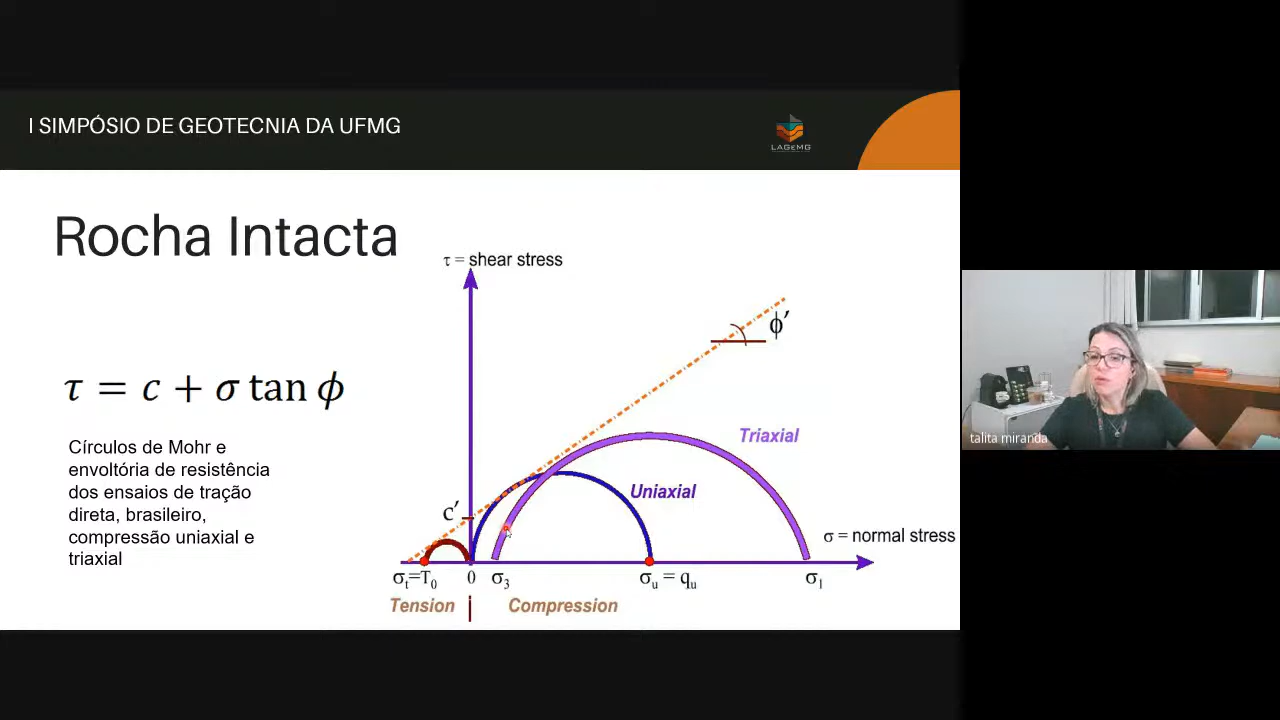 I SIMPÓSIO DE GEOTECNIA DA UFMG
LAGEMG
Rocha Intacta
τ = shear stress
ϕ′
τ = c + σ tan ϕ
Triaxial
Círculos de Mohr e
envoltória de resistência
dos ensaios de tração
direta, brasileiro,
compressão uniaxial e
triaxial
Uniaxial
c′
σ = normal stress
σt=T0
0
σ3
σu = qu
σ1
Tension
Compression
talita miranda